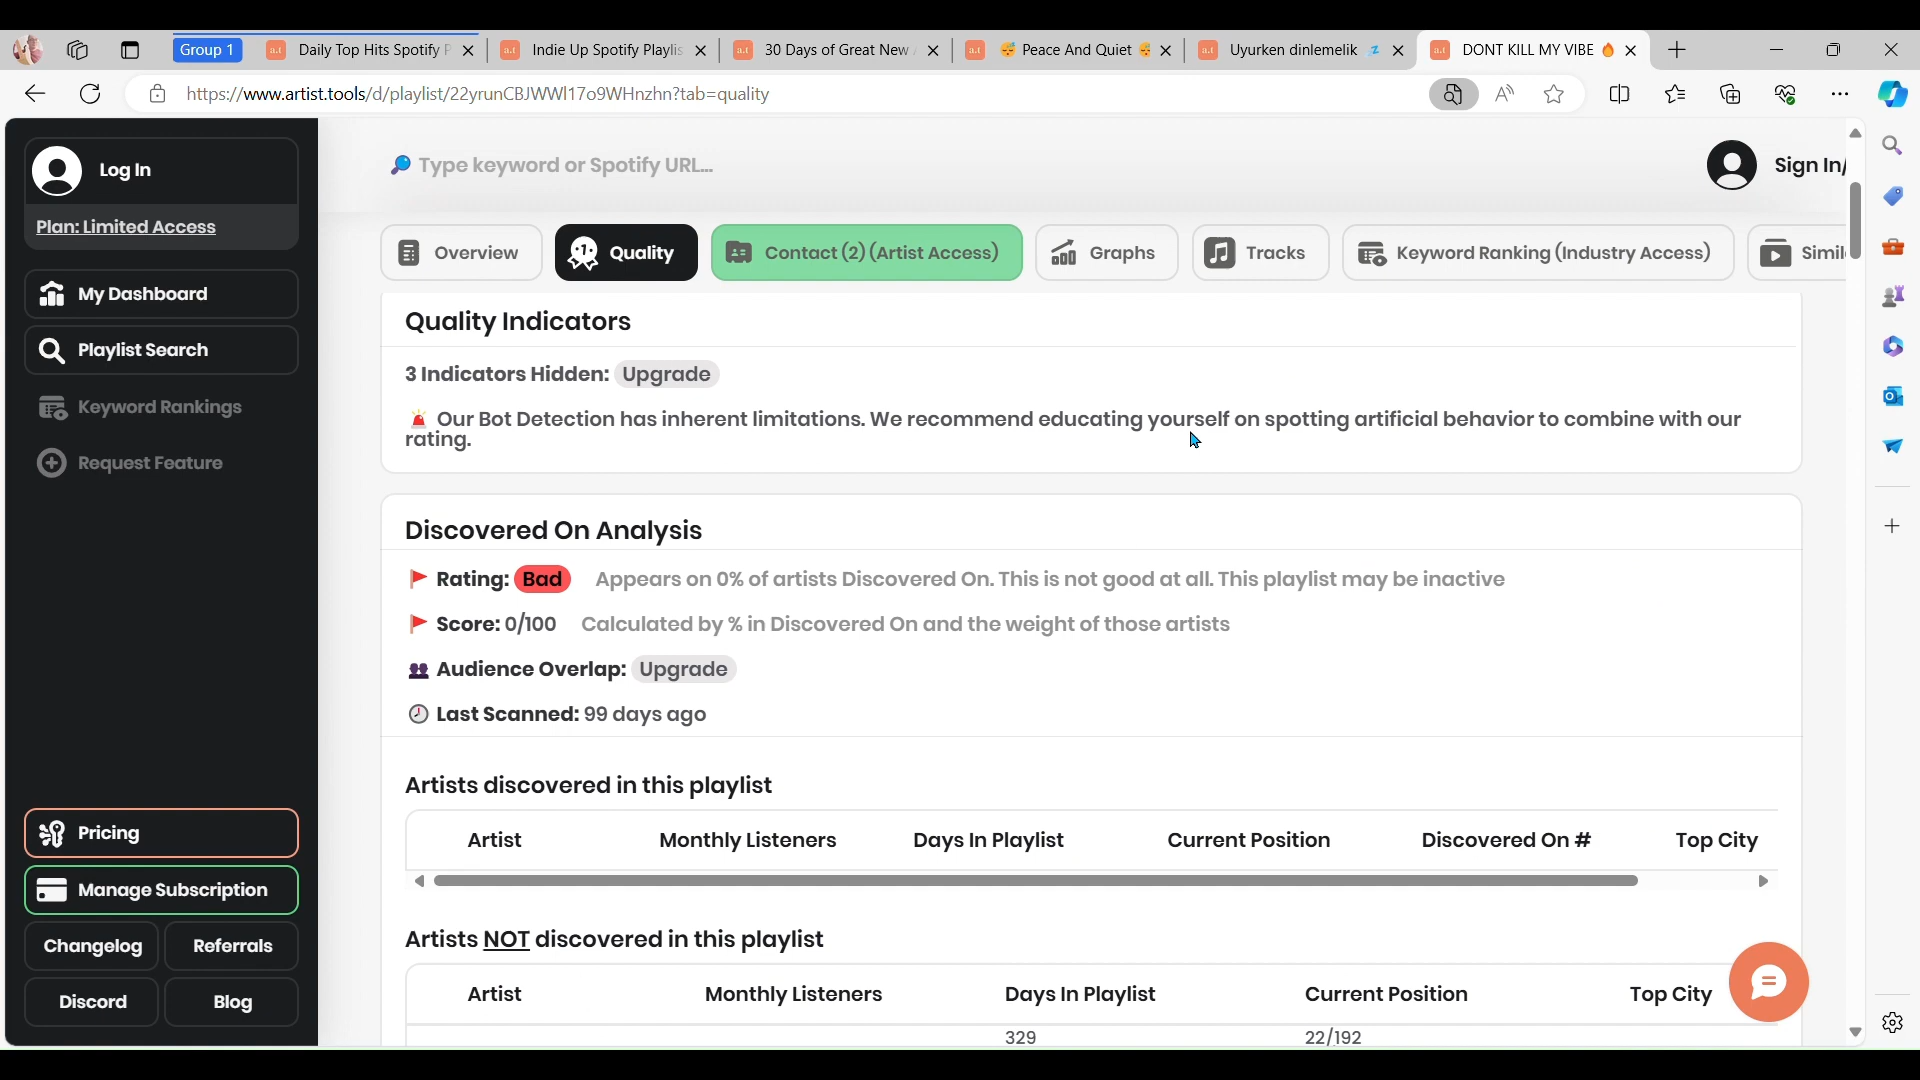 Group 1
a.t Daily Top Hits Spotify P
a.t Indie Up Spotify Playlis
a.t 30 Days of Great New
a.t 😴 Peace And Quiet
a.t Uyurken dinlemelik 💤
a.t DONT KILL MY VIBE 🔥
https://www.artist.tools/d/playlist/22yrunCBJWWl17o9WHnzhn?tab=quality
Log In
Plan: Limited Access
My Dashboard
Playlist Search
Keyword Rankings
Request Feature
Pricing
Manage Subscription
Changelog
Referrals
Discord
Blog
🔎 Type keyword or Spotify URL...
Sign In/
Overview
Quality
Contact (2) (Artist Access)
Graphs
Tracks
Keyword Ranking (Industry Access)
Simil
Quality Indicators
3 Indicators Hidden: Upgrade
🚨 Our Bot Detection has inherent limitations. We recommend educating yourself on spotting artificial behavior to combine with our
rating.
Discovered On Analysis
🚩 Rating: Bad Appears on 0% of artists Discovered On. This is not good at all. This playlist may be inactive
🚩 Score: 0/100 Calculated by % in Discovered On and the weight of those artists
👥 Audience Overlap: Upgrade
🕗 Last Scanned: 99 days ago
Artists discovered in this playlist
Artist Monthly Listeners Days In Playlist Current Position Discovered On # Top City
Artists NOT discovered in this playlist
Artist Monthly Listeners Days In Playlist Current Position Top City
329 22/192